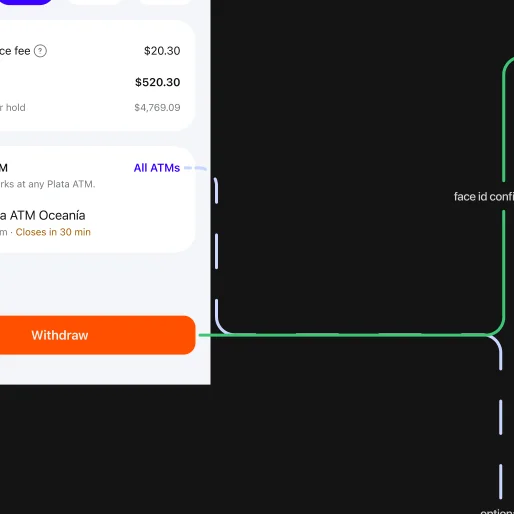 ce fee ?
$20.30
$520.30
r hold
$4,769.09
M
All ATMs
rks at any Plata ATM.
a ATM Oceanía
m · Closes in 30 min
Withdraw
face id confi